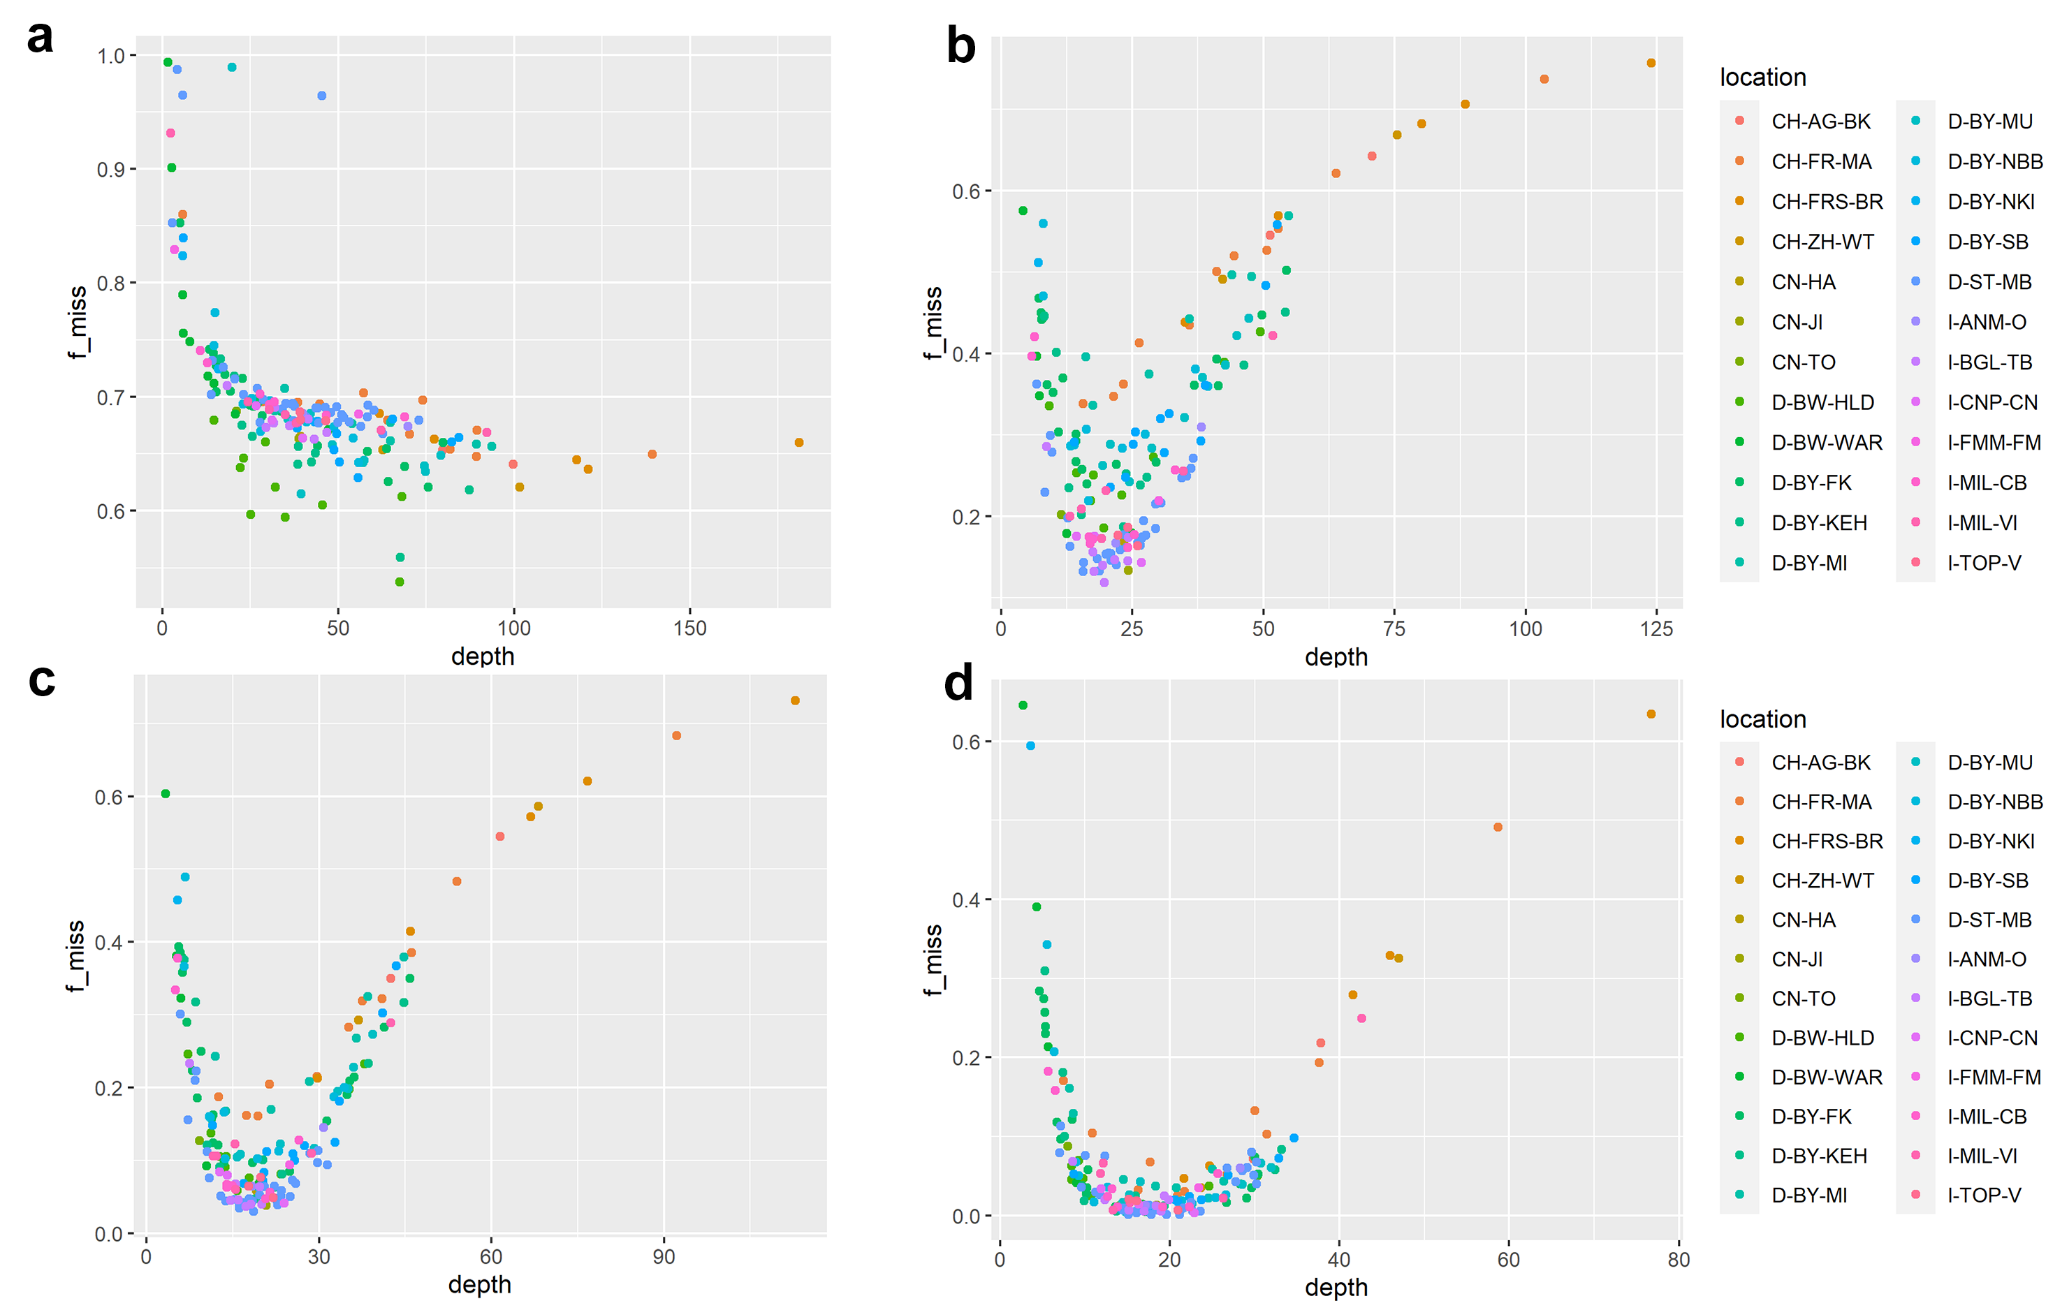 a
1.0
0.9
0.8
0.7
0.6
f_miss
0 50 100 150
depth
b
0.6
0.4
0.2
f_miss
0 25 50 75 100 125
depth
location
CH-AG-BK D-BY-MU
CH-FR-MA D-BY-NBB
CH-FRS-BR D-BY-NKI
CH-ZH-WT D-BY-SB
CN-HA D-ST-MB
CN-JI I-ANM-O
CN-TO I-BGL-TB
D-BW-HLD I-CNP-CN
D-BW-WAR I-FMM-FM
D-BY-FK I-MIL-CB
D-BY-KEH I-MIL-VI
D-BY-MI I-TOP-V
c
0.6
0.4
0.2
0.0
f_miss
0 30 60 90
depth
d
0.6
0.4
0.2
0.0
f_miss
0 20 40 60 80
depth
location
CH-AG-BK D-BY-MU
CH-FR-MA D-BY-NBB
CH-FRS-BR D-BY-NKI
CH-ZH-WT D-BY-SB
CN-HA D-ST-MB
CN-JI I-ANM-O
CN-TO I-BGL-TB
D-BW-HLD I-CNP-CN
D-BW-WAR I-FMM-FM
D-BY-FK I-MIL-CB
D-BY-KEH I-MIL-VI
D-BY-MI I-TOP-V